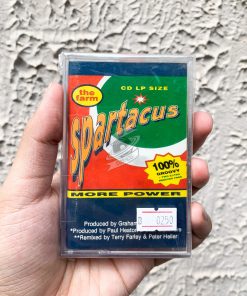 CD LP SIZE
the farm
spartacus
100%
GROOVY
MORE POWER
Produced by Graham
*Produced by Paul Heaton
**Remixed by Terry Farley & Peter Heller
0250